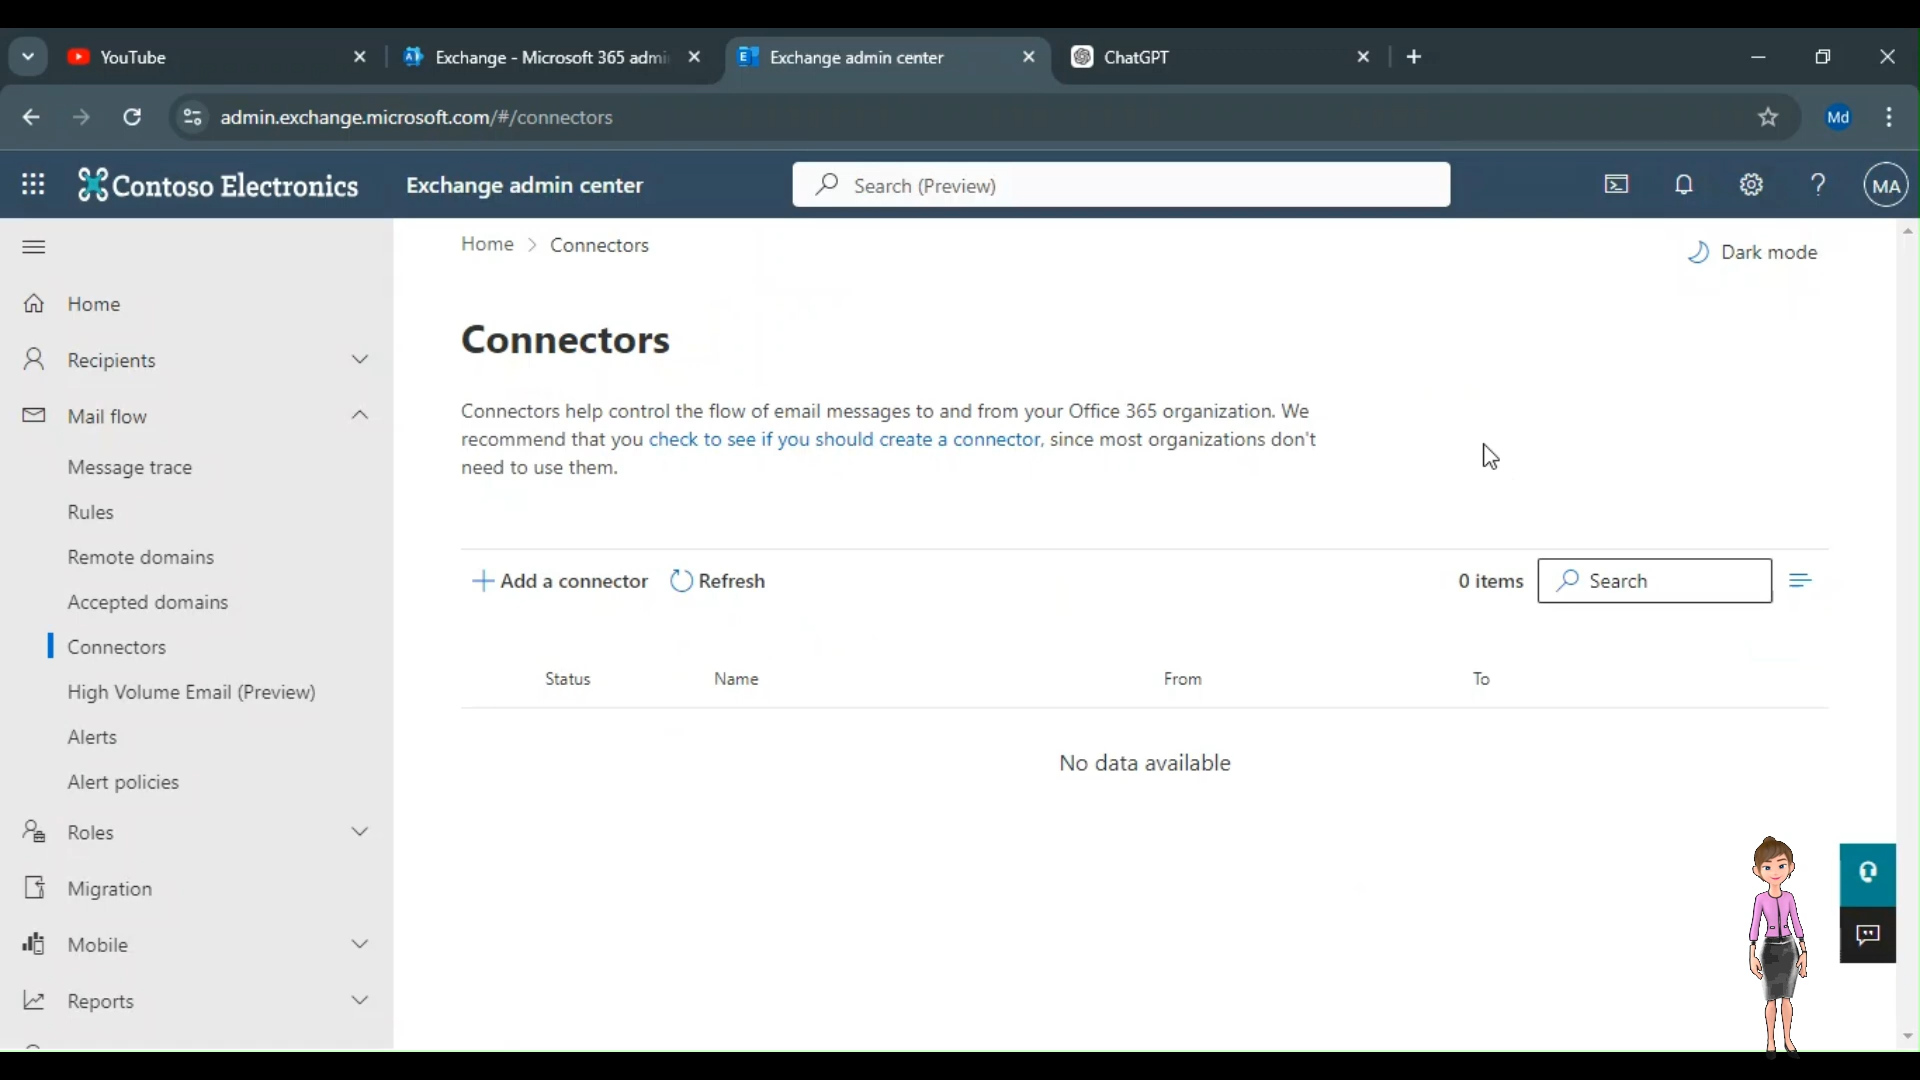 YouTube
Exchange - Microsoft 365 admi
Exchange admin center
ChatGPT
admin.exchange.microsoft.com/#/connectors
Md
Contoso Electronics
Exchange admin center
Search (Preview)
MA
Home
Recipients
Mail flow
Message trace
Rules
Remote domains
Accepted domains
Connectors
High Volume Email (Preview)
Alerts
Alert policies
Roles
Migration
Mobile
Reports
Home > Connectors
Dark mode
Connectors
Connectors help control the flow of email messages to and from your Office 365 organization. We
recommend that you check to see if you should create a connector, since most organizations don't
need to use them.
Add a connector
Refresh
0 items
Search
Status Name From To
No data available